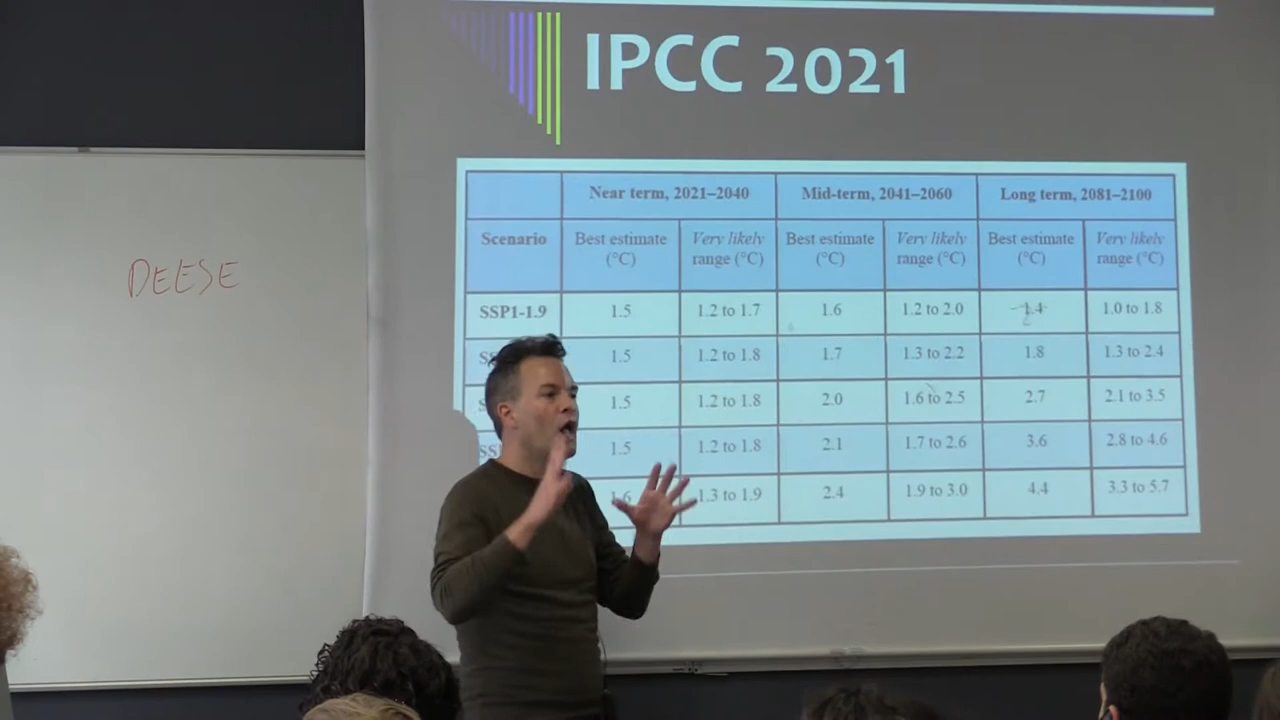 IPCC 2021
DEESE
Near term, 2021–2040 Mid-term, 2041–2060 Long term, 2081–2100
Scenario Best estimate (°C) Very likely range (°C) Best estimate (°C) Very likely range (°C) Best estimate (°C) Very likely range (°C)
SSP1-1.9 1.5 1.2 to 1.7 1.6 1.2 to 2.0 1.4 1.0 to 1.8
1.5 1.2 to 1.8 1.7 1.3 to 2.2 1.8 1.3 to 2.4
1.5 1.2 to 1.8 2.0 1.6 to 2.5 2.7 2.1 to 3.5
1.5 1.2 to 1.8 2.1 1.7 to 2.6 3.6 2.8 to 4.6
1.6 1.3 to 1.9 2.4 1.9 to 3.0 4.4 3.3 to 5.7